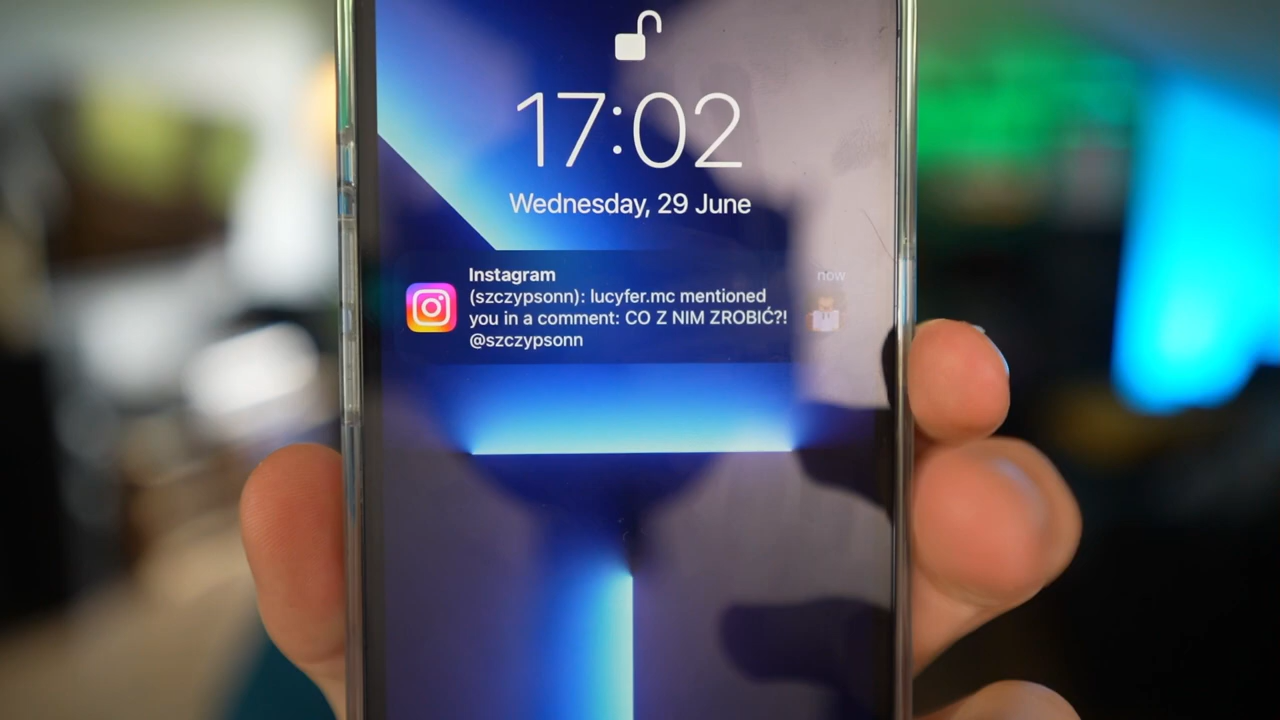 17:02
Wednesday, 29 June
Instagram
now
(szczypsonn): lucyfer.mc mentioned
you in a comment: CO Z NIM ZROBIĆ?!
@szczypsonn